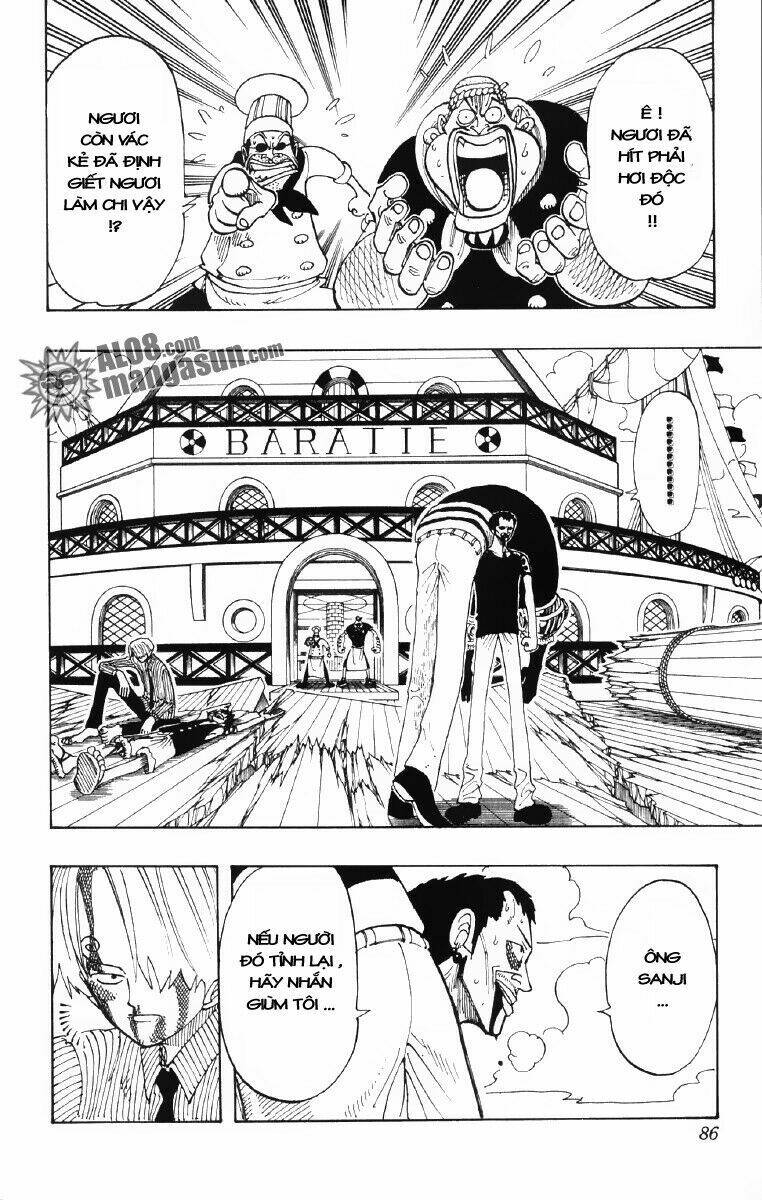 Ê !
NGƯƠI ĐÃ
HÍT PHẢI
HƠI ĐỘC
ĐÓ
!!
NGƯƠI
CÒN VÁC
KẺ ĐÃ ĐỊNH
GIẾT NGƯƠI
LÀM CHI VẬY
!?
AL08.com
mangasun.com
BARATIE
ÔNG
SANJI
...
NẾU NGƯỜI
ĐÓ TỈNH LẠI ,
HÃY NHẮN
GIÙM TÔI ...
86